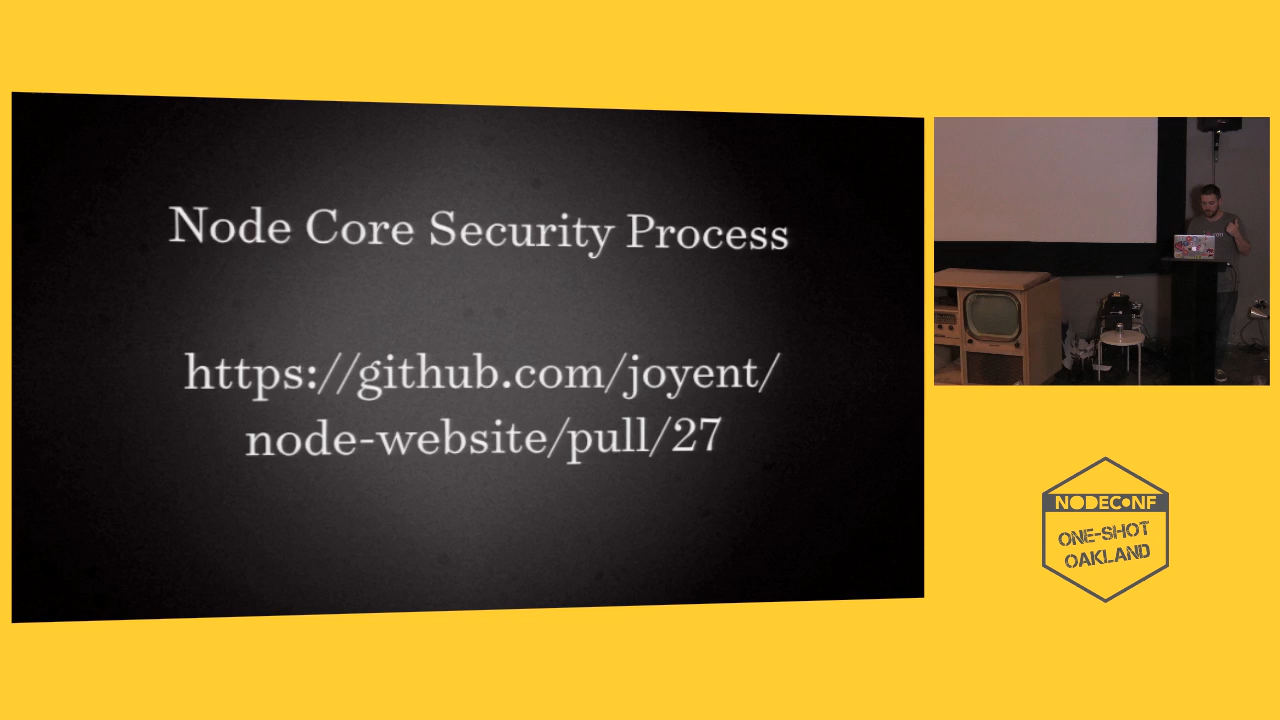 Node Core Security Process
https://github.com/joyent/
node-website/pull/27
NODECONF
ONE-SHOT
OAKLAND